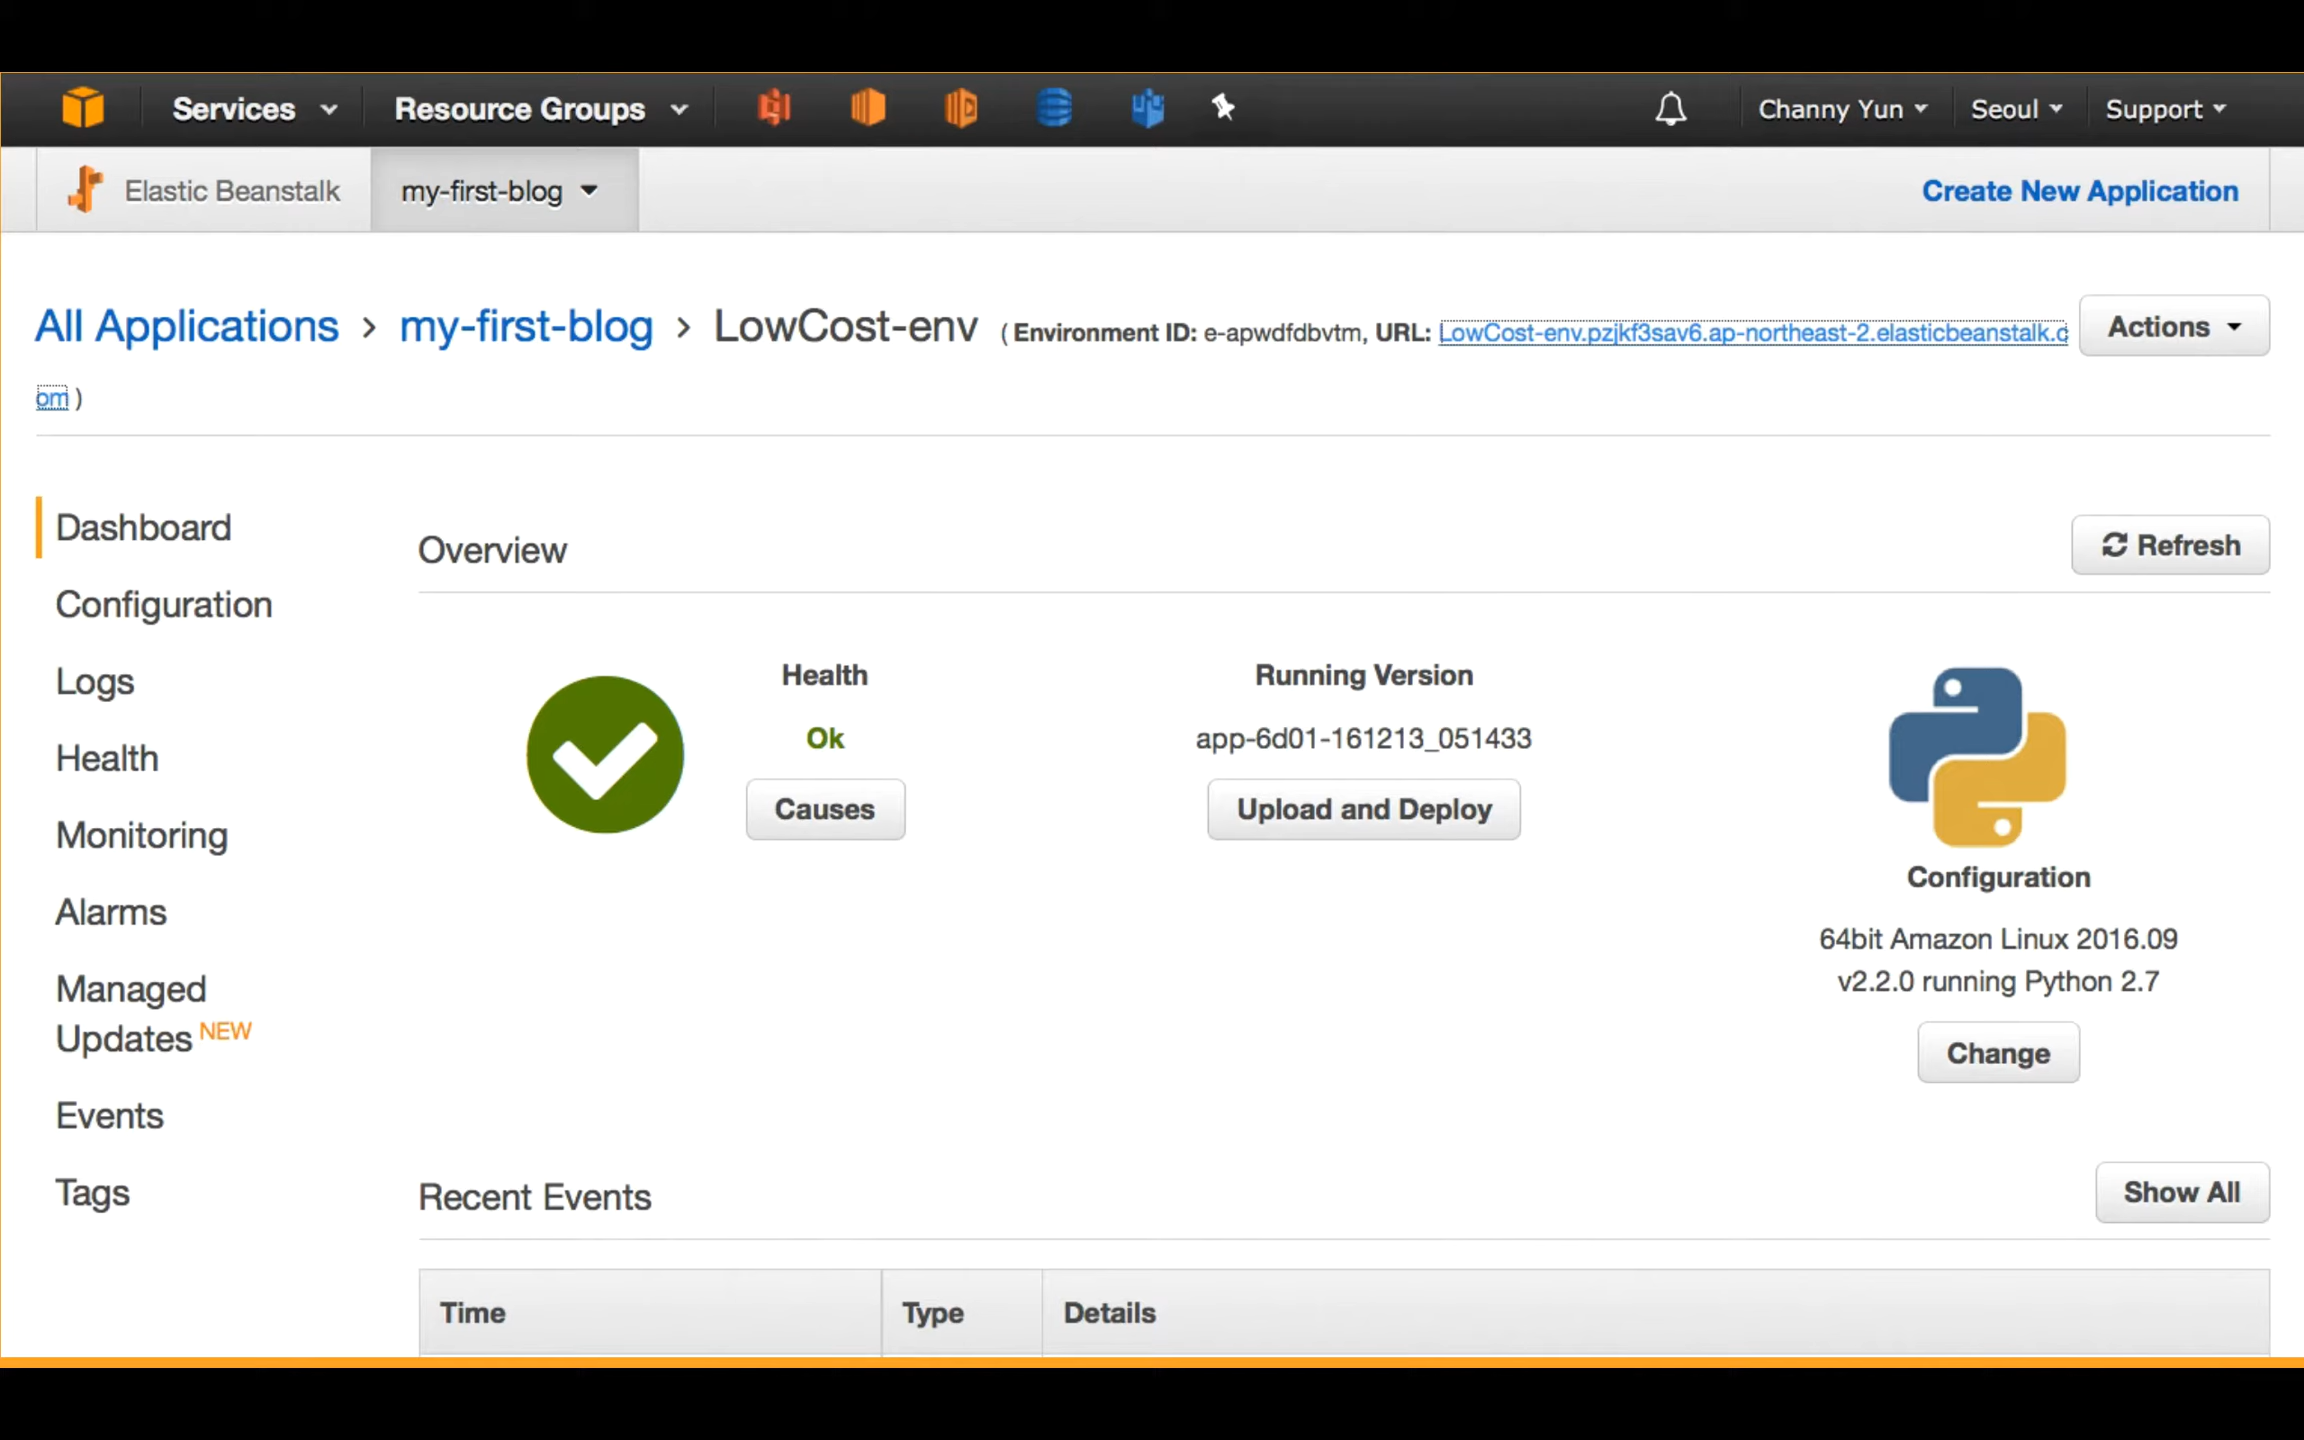 Services
Resource Groups
Channy Yun
Seoul
Support
Elastic Beanstalk
my-first-blog
Create New Application
All Applications > my-first-blog > LowCost-env ( Environment ID: e-apwdfdbvtm, URL: LowCost-env.pzjkf3sav6.ap-northeast-2.elasticbeanstalk.c
om )
Actions
Dashboard
Configuration
Logs
Health
Monitoring
Alarms
Managed
Updates NEW
Events
Tags
Overview
Refresh
Health
Ok
Causes
Running Version
app-6d01-161213_051433
Upload and Deploy
Configuration
64bit Amazon Linux 2016.09
v2.2.0 running Python 2.7
Change
Recent Events
Show All
Time
Type
Details